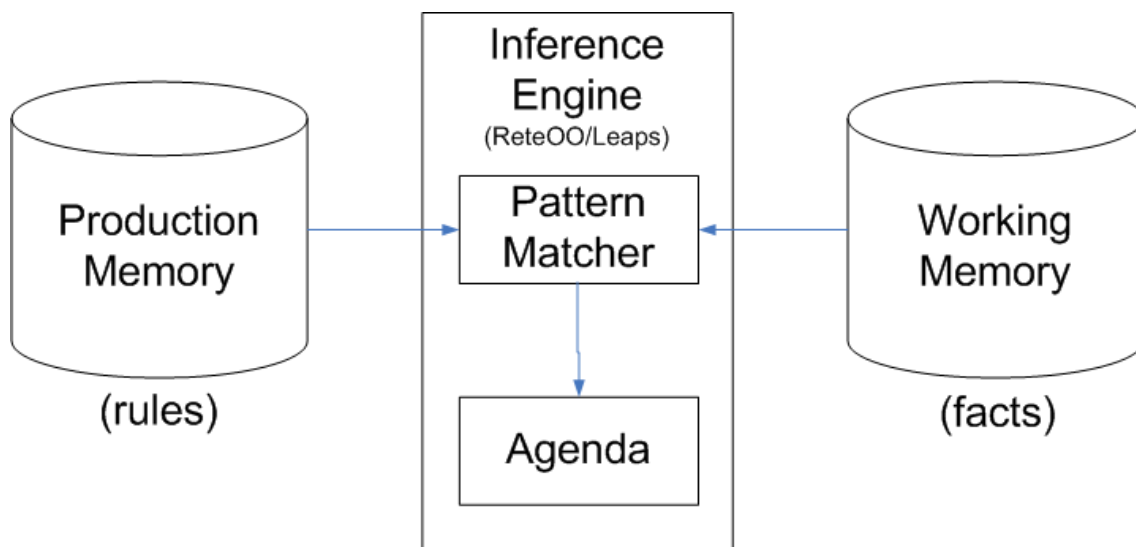 Inference
Engine
(ReteOO/Leaps)
Production
Memory
(rules)
Pattern
Matcher
Agenda
Working
Memory
(facts)